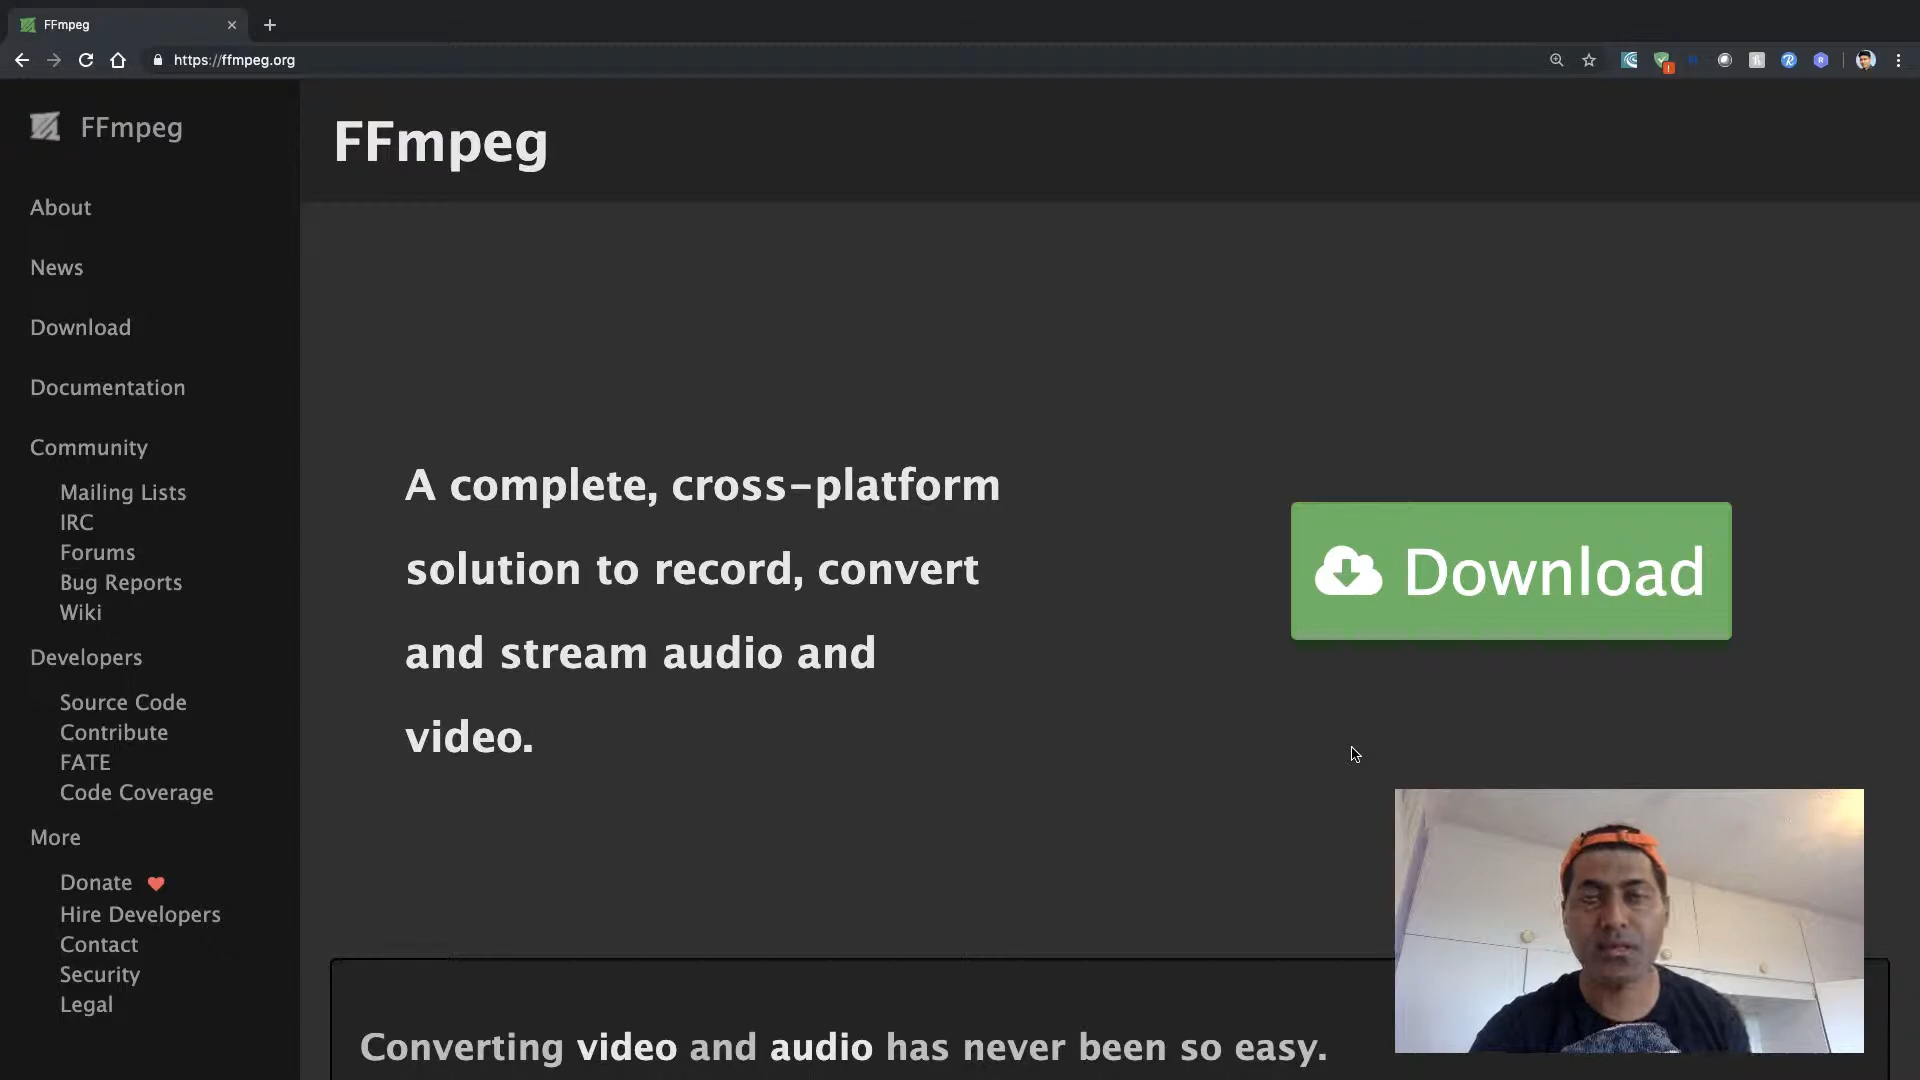 FFmpeg
https://ffmpeg.org
FFmpeg
About
News
Download
Documentation
Community
Mailing Lists
IRC
Forums
Bug Reports
Wiki
Developers
Source Code
Contribute
FATE
Code Coverage
More
Donate
Hire Developers
Contact
Security
Legal
FFmpeg
A complete, cross-platform
solution to record, convert
and stream audio and
video.
Download
Converting video and audio has never been so easy.